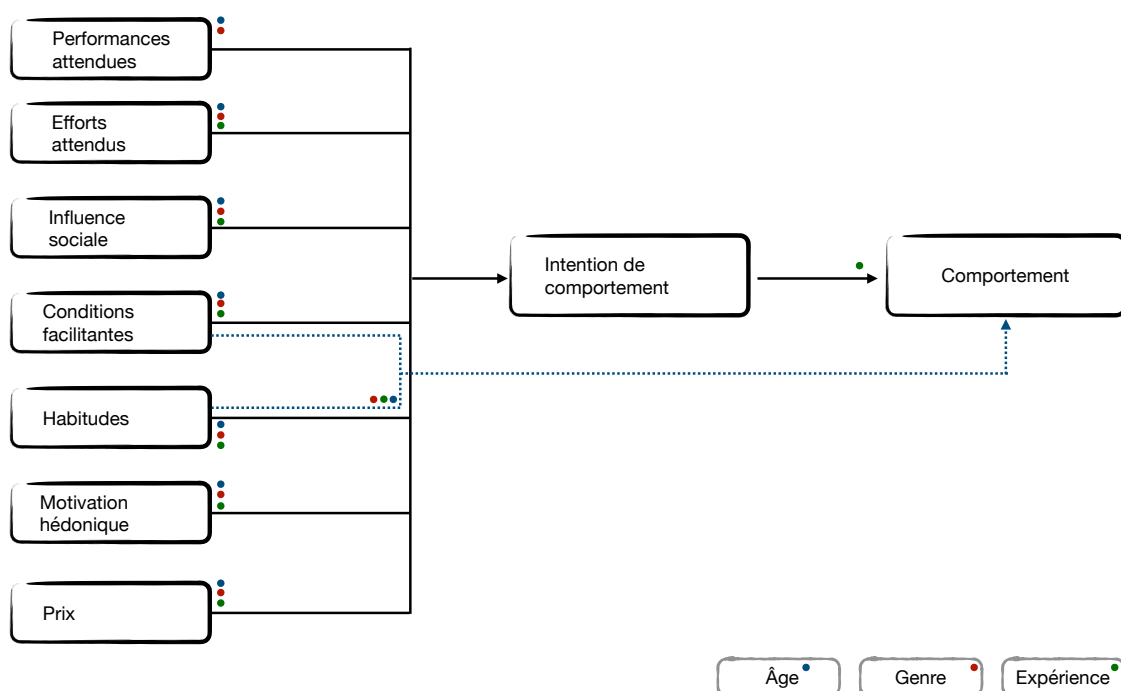 Performances
attendues
Efforts
attendus
Influence
sociale
Conditions
facilitantes
Habitudes
Motivation
hédonique
Prix
Intention de
comportement
Comportement
Âge
Genre
Expérience